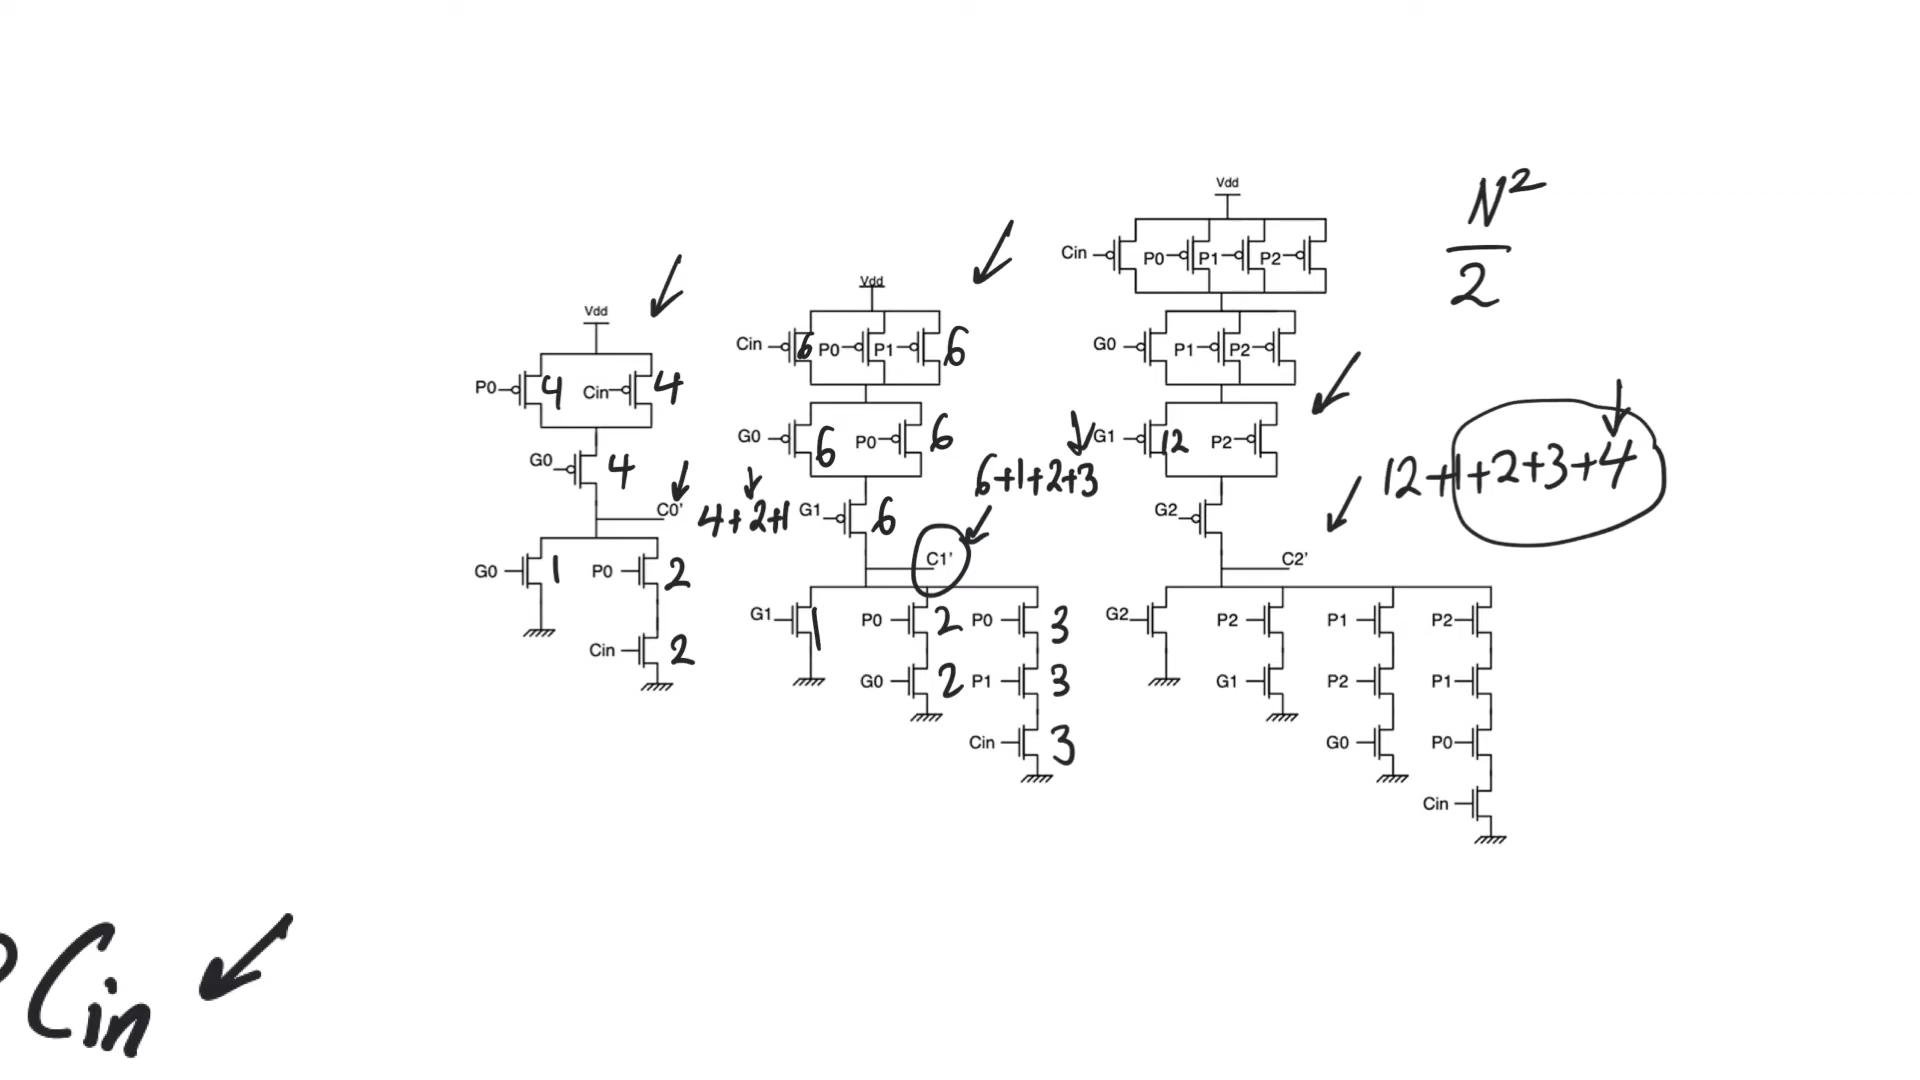 Vdd
P0 4 Cin 4
G0 4
C0'
4+2+1
G0 1 P0 2
Cin 2
Vdd
Cin 6 P0 P1 6
G0 6 P0 6
G1 6
6+1+2+3
C1'
G1 1 P0 2 P0 3
G0 2 P1 3
Cin 3
Vdd
Cin P0 P1 P2
G0 P1 P2
G1 12 P2
G2
C2'
G2 P2 P1 P2
G1 P2 P1
G0 P0
Cin
N²
2
12+1+2+3+4
Cin